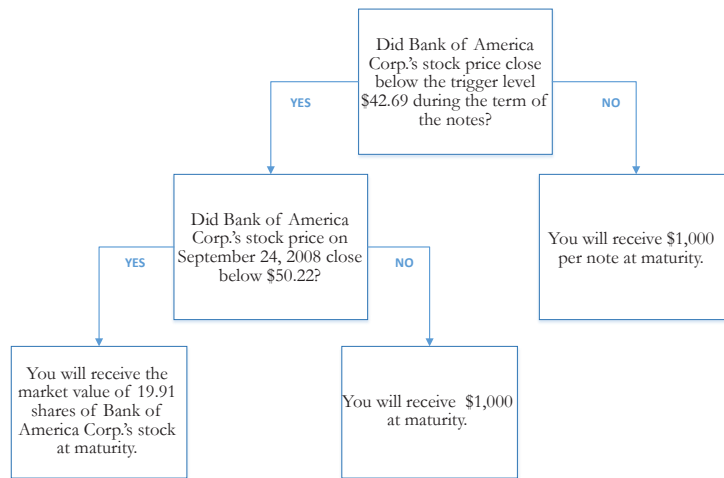 Did Bank of America
Corp.'s stock price close
below the trigger level
$42.69 during the term of
the notes?
YES
NO
Did Bank of America
Corp.'s stock price on
September 24, 2008 close
below $50.22?
You will receive $1,000
per note at maturity.
YES
NO
You will receive the
market value of 19.91
shares of Bank of
America Corp.'s stock
at maturity.
You will receive $1,000
at maturity.